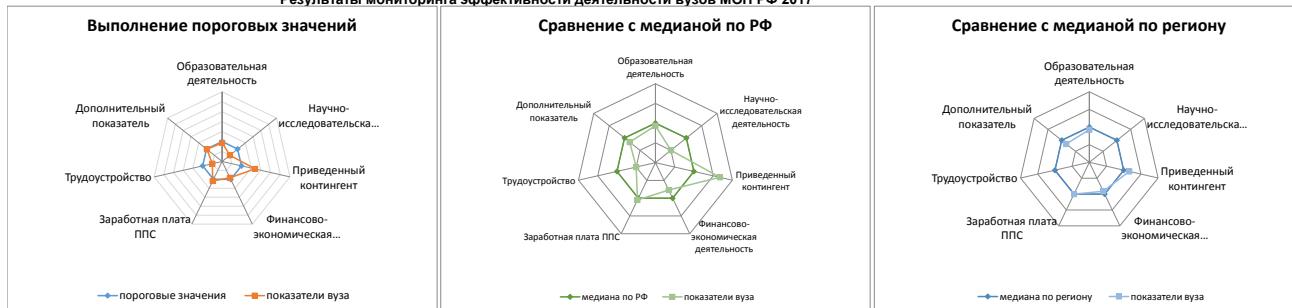 Результаты мониторинга эффективности деятельности вузов МОН РФ 2017
Выполнение пороговых значений
Образовательная
деятельность
Научно-
исследовательска...
Приведенный
контингент
Финансово-
экономическая...
Заработная плата
ППС
Трудоустройство
Дополнительный
показатель
пороговые значения
показатели вуза
Сравнение с медианой по РФ
Образовательная
деятельность
Научно-
исследовательская
деятельность
Приведенный
контингент
Финансово-
экономическая
деятельность
Заработная плата ППС
Трудоустройство
Дополнительный
показатель
медиана по РФ
показатели вуза
Сравнение с медианой по региону
Образовательная
деятельность
Научно-
исследовательска...
Приведенный
контингент
Финансово-
экономическая...
Заработная плата
ППС
Трудоустройство
Дополнительный
показатель
медиана по региону
показатели вуза